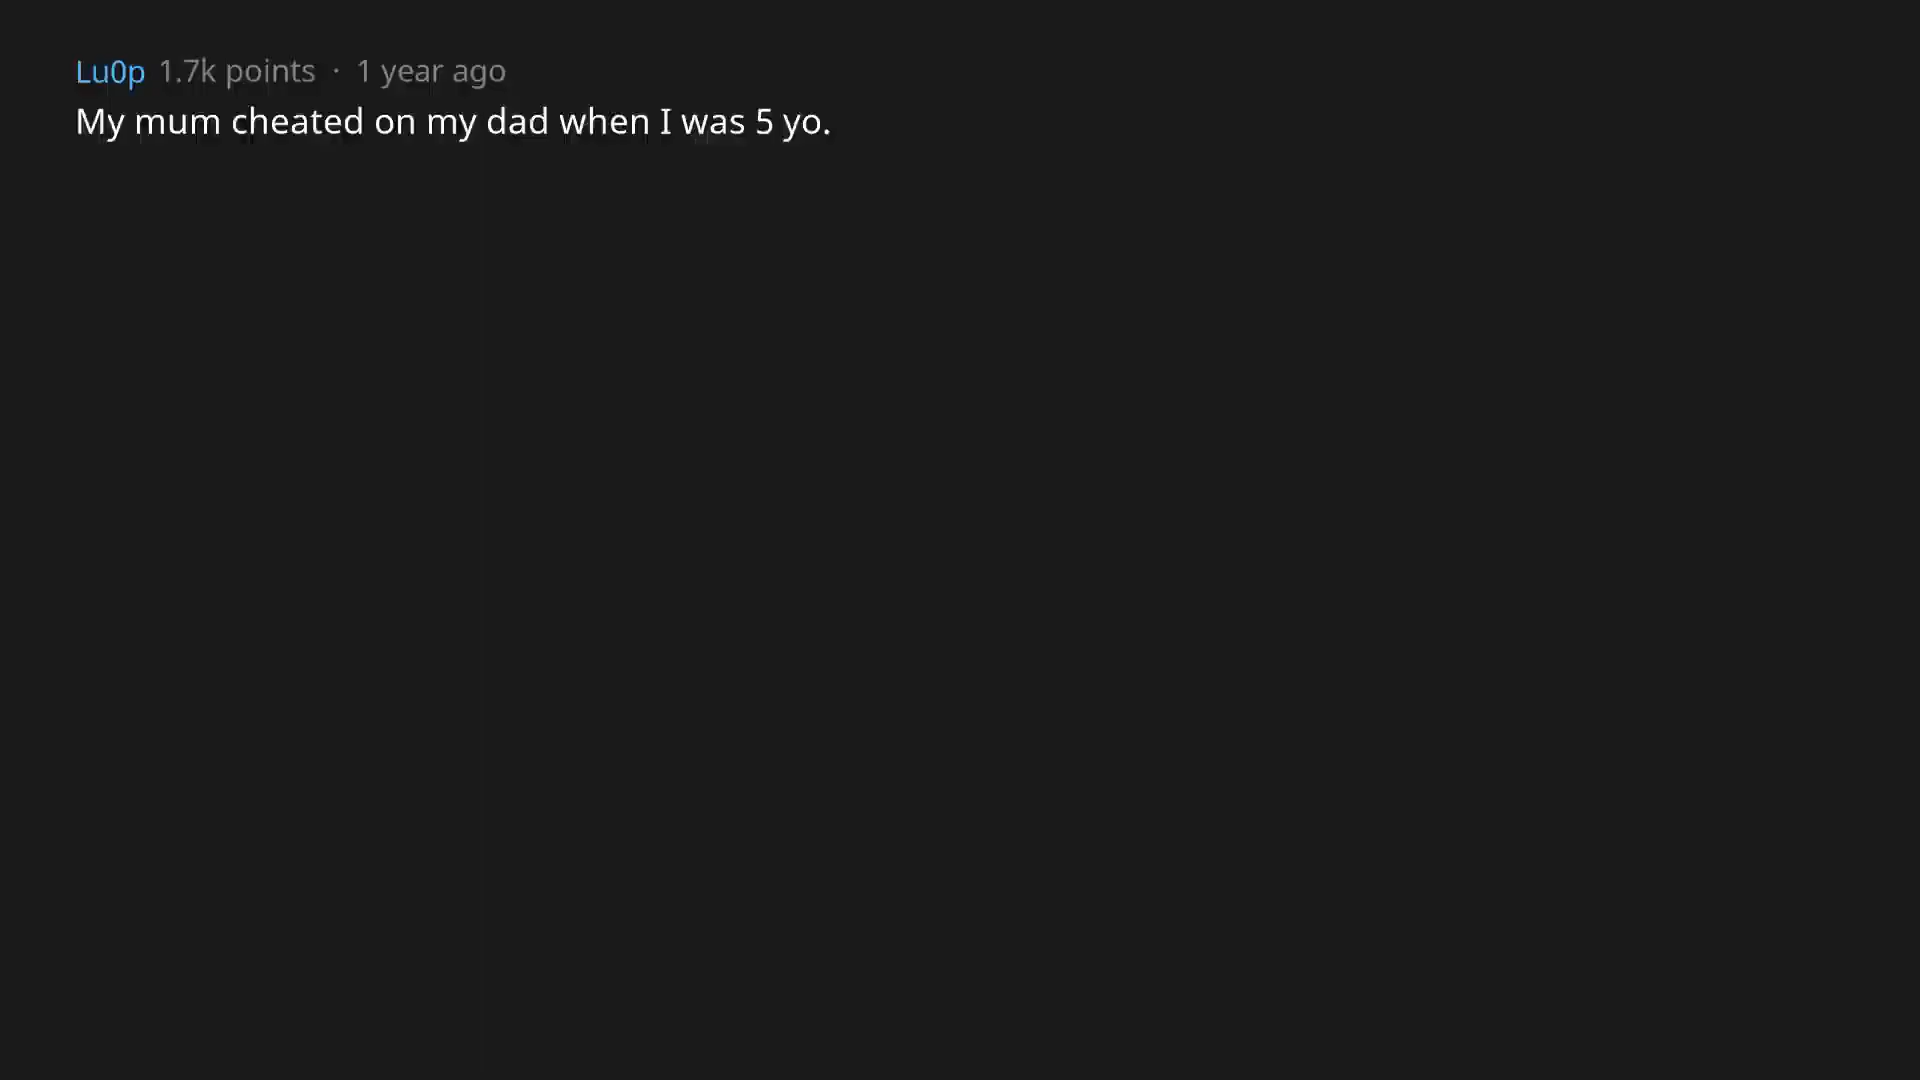 Lu0p 1.7k points · 1 year ago
My mum cheated on my dad when I was 5 yo.